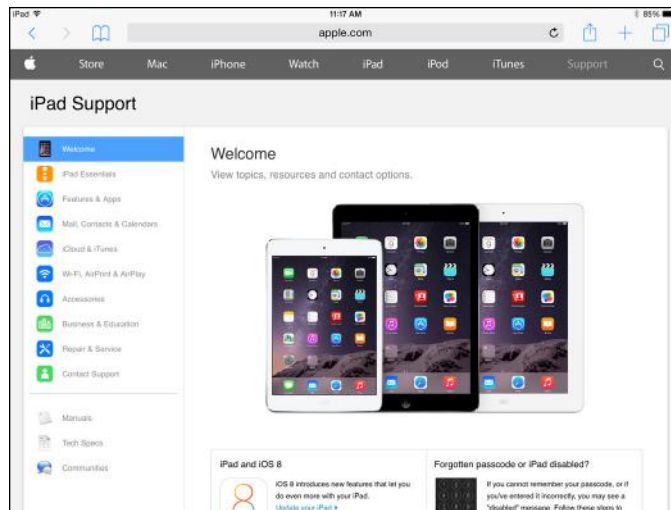 iPad
11:17 AM
85%
apple.com
Store Mac iPhone Watch iPad iPod iTunes Support
iPad Support
Welcome
iPad Essentials
Features & Apps
Mail, Contacts & Calendars
iCloud & iTunes
Wi-Fi, AirPrint & AirPlay
Accessories
Business & Education
Repair & Service
Contact Support
Manuals
Tech Specs
Communities
Welcome
View topics, resources and contact options.
iPad and iOS 8
iOS 8 introduces new features that let you
do even more with your iPad.
Update your iPad
Forgotten passcode or iPad disabled?
If you cannot remember your passcode, or if
you've entered it incorrectly, you may see a
"disabled" message. Follow these steps to